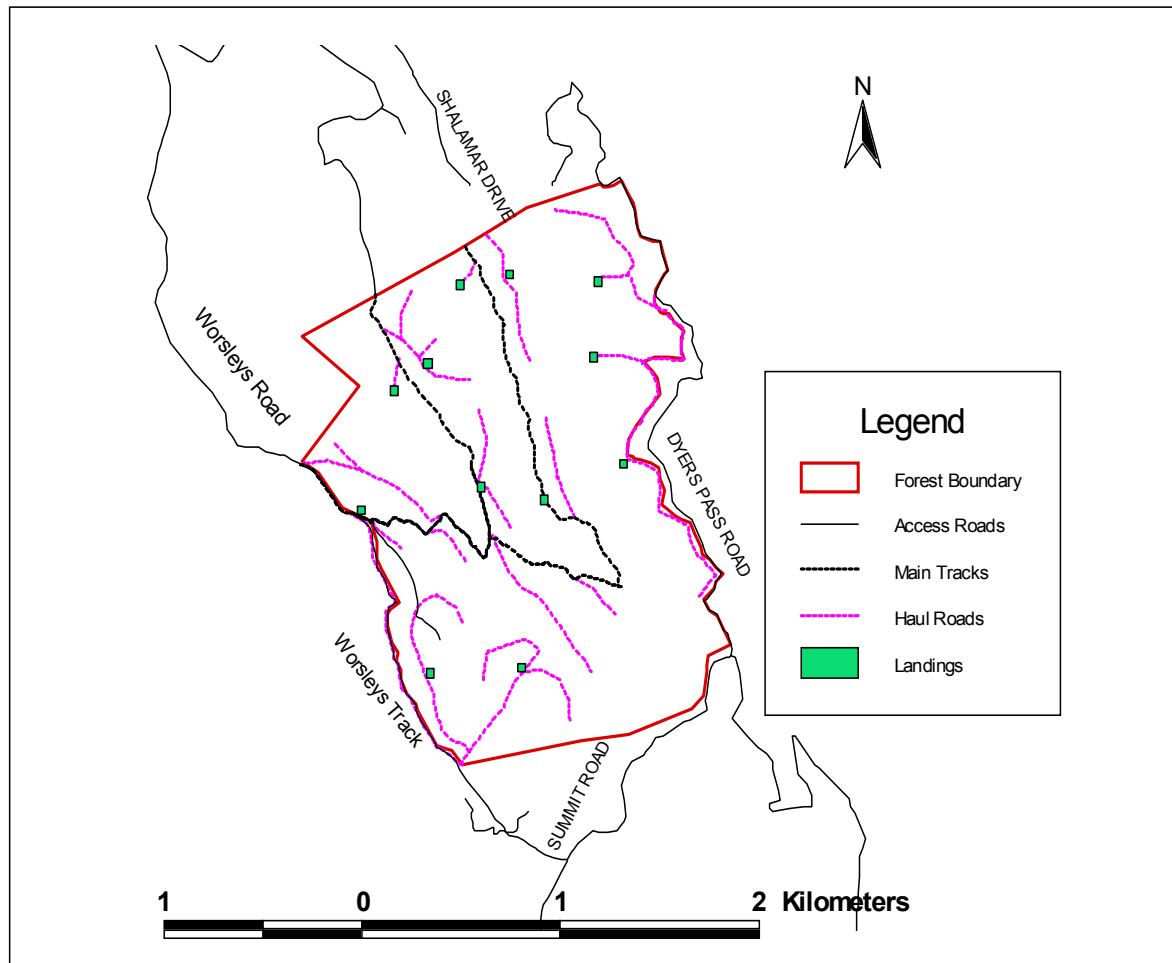 SHALAMAR DRIVE
N
Worsleys Road
DYERS PASS ROAD
Worsleys Track
SUMMIT ROAD
Legend
Forest Boundary
Access Roads
Main Tracks
Haul Roads
Landings
1 0 1 2 Kilometers